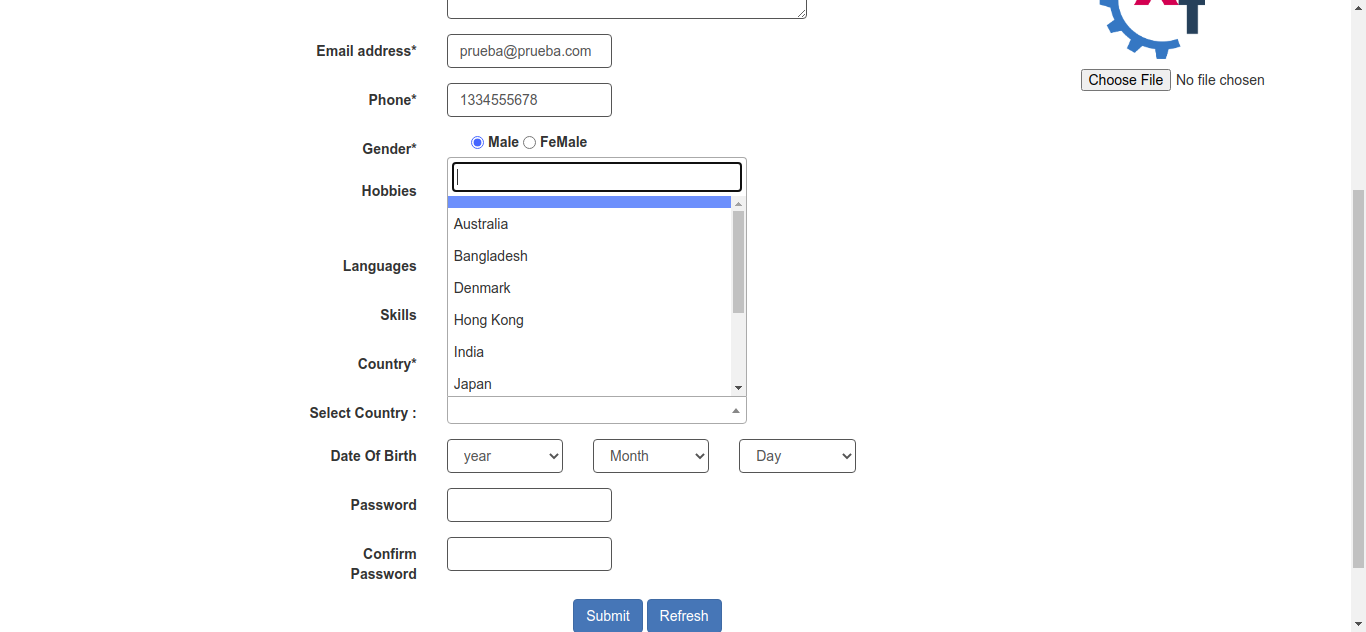 Email address* prueba@prueba.com
Choose File No file chosen
Phone* 1334555678
Gender* Male FeMale
Hobbies
Australia
Bangladesh
Languages
Denmark
Skills
Hong Kong
India
Country*
Japan
Select Country :
Date Of Birth year Month Day
Password
Confirm
Password
Submit Refresh